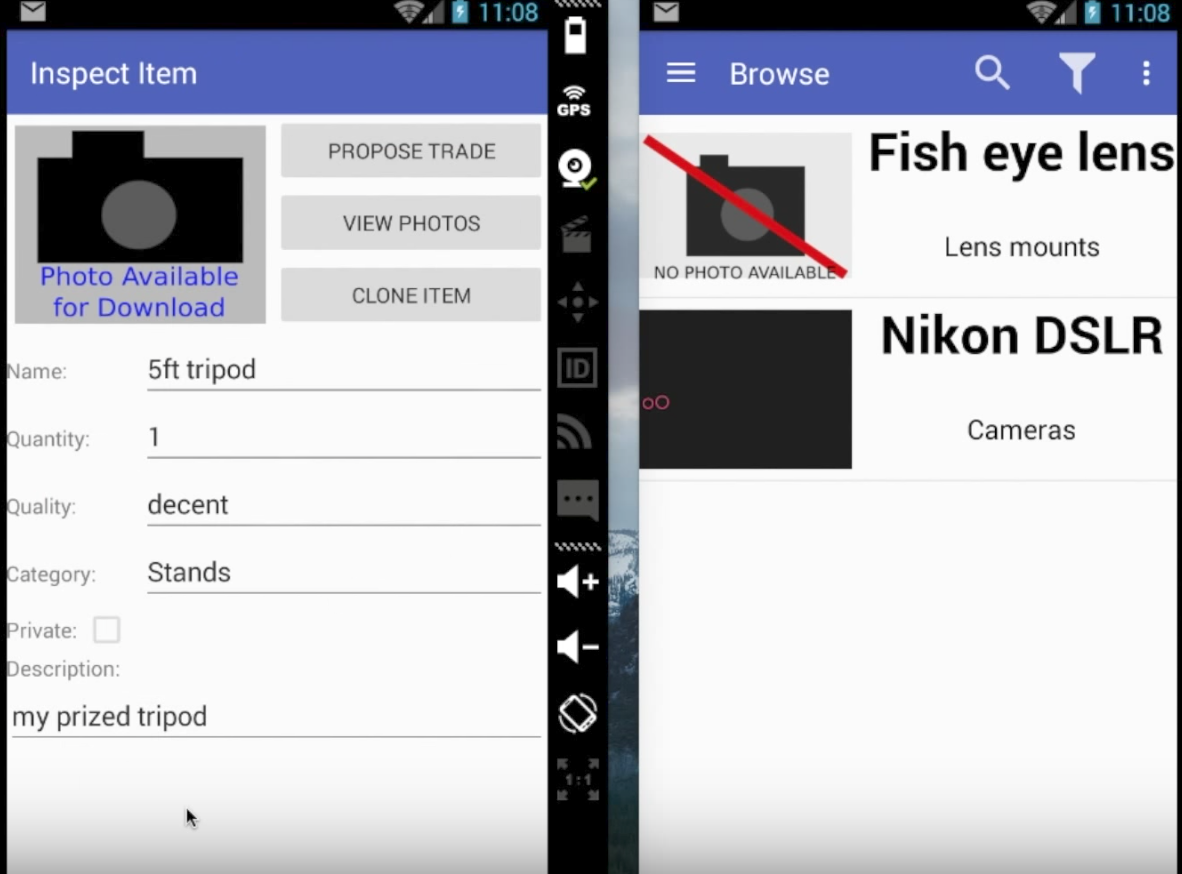 11:08
Inspect Item
PROPOSE TRADE
VIEW PHOTOS
CLONE ITEM
Photo Available
for Download
Name: 5ft tripod
Quantity: 1
Quality: decent
Category: Stands
Private:
Description:
my prized tripod
GPS
ID
1:1
11:08
Browse
Fish eye lens
Lens mounts
NO PHOTO AVAILABLE
Nikon DSLR
Cameras